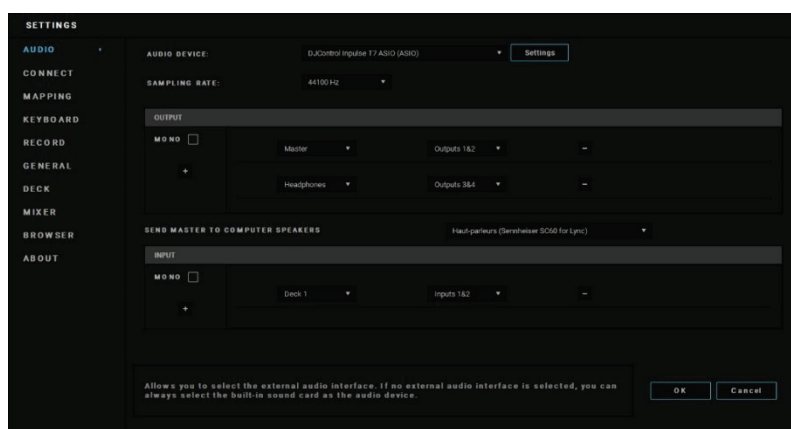 SETTINGS
AUDIO
CONNECT
MAPPING
KEYBOARD
RECORD
GENERAL
DECK
MIXER
BROWSER
ABOUT
AUDIO DEVICE: DJControl Inpulse T7 ASIO (ASIO) Settings
SAMPLING RATE: 44100 Hz
OUTPUT
MONO
Master Outputs 1&2 -
+
Headphones Outputs 3&4 -
SEND MASTER TO COMPUTER SPEAKERS Haut-parleurs (Sennheiser SC60 for Lync)
INPUT
MONO
Deck 1 Inputs 1&2 -
+
Allows you to select the external audio interface. If no external audio interface is selected, you can
always select the built-in sound card as the audio device.
OK Cancel